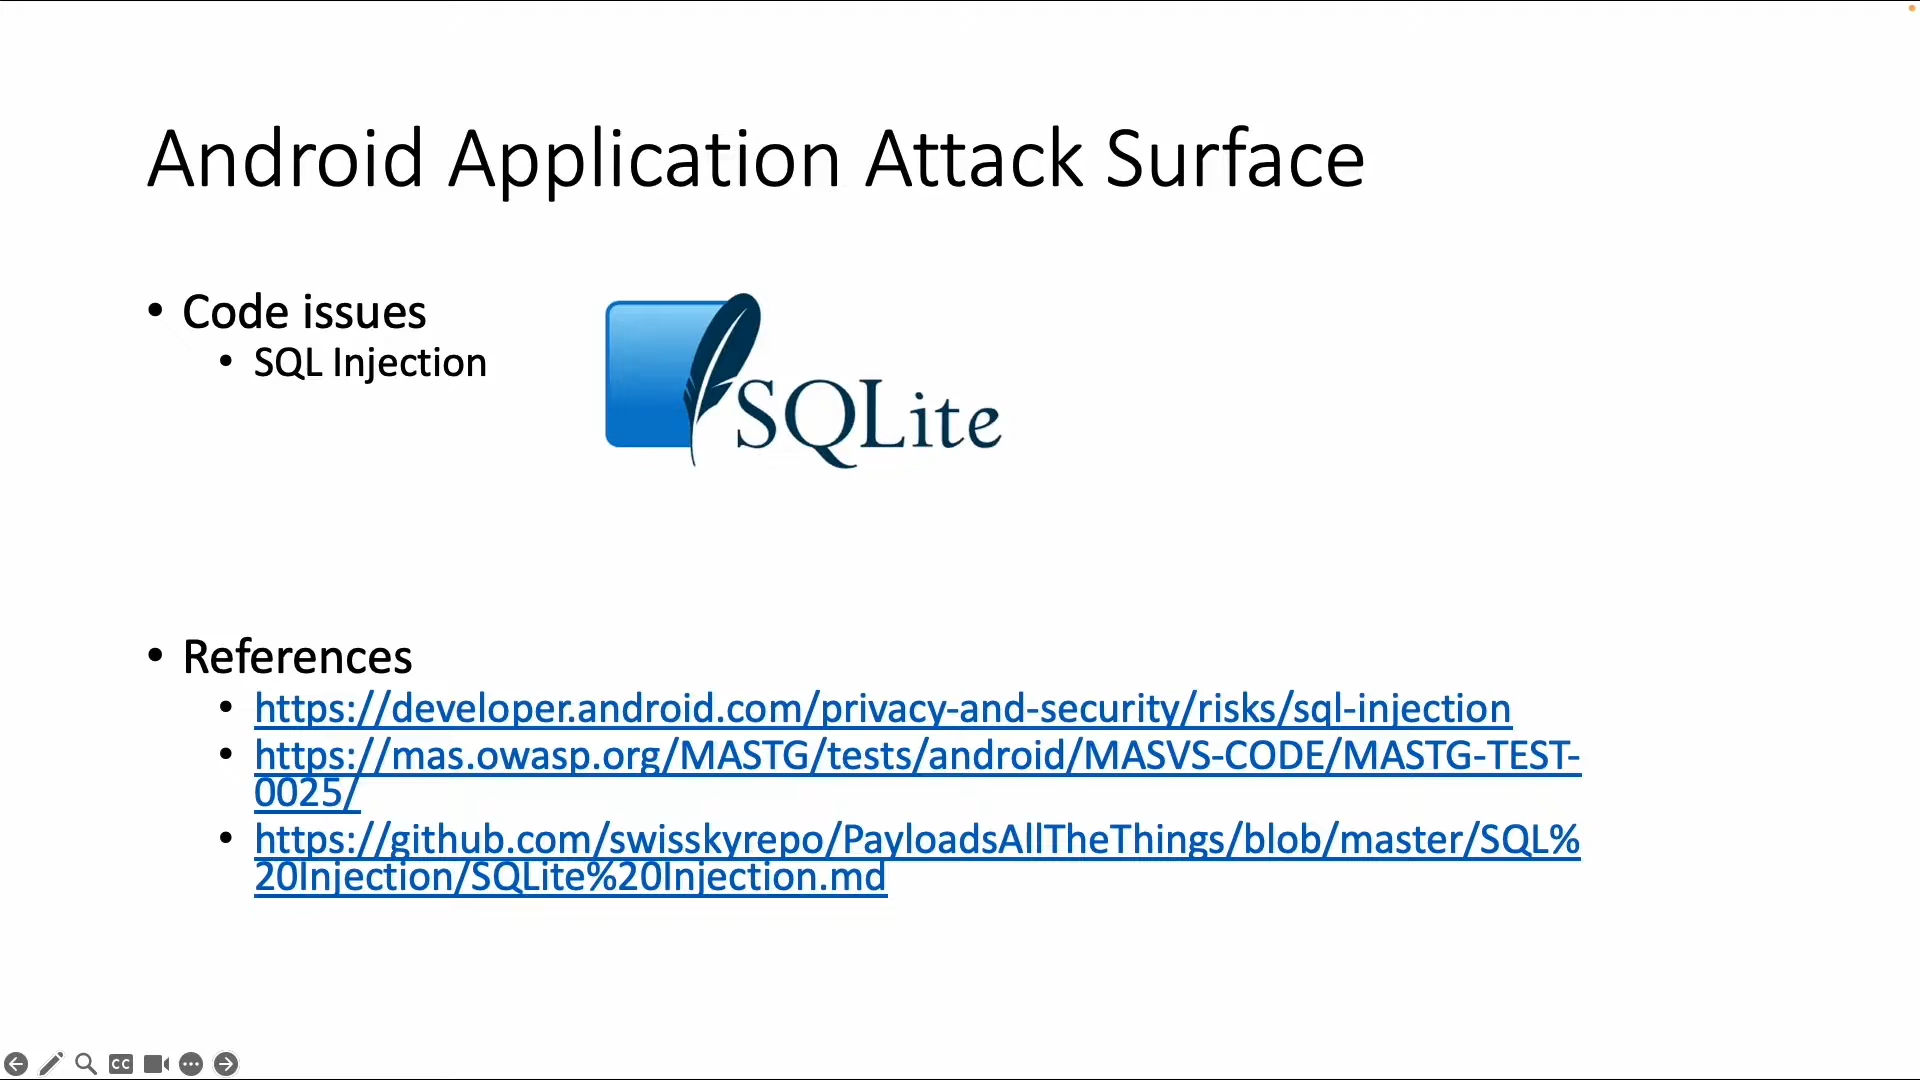 Android Application Attack Surface
• Code issues
• SQL Injection
SQLite
• References
• https://developer.android.com/privacy-and-security/risks/sql-injection
• https://mas.owasp.org/MASTG/tests/android/MASVS-CODE/MASTG-TEST-
0025/
• https://github.com/swisskyrepo/PayloadsAllTheThings/blob/master/SQL%
20Injection/SQLite%20Injection.md
CC